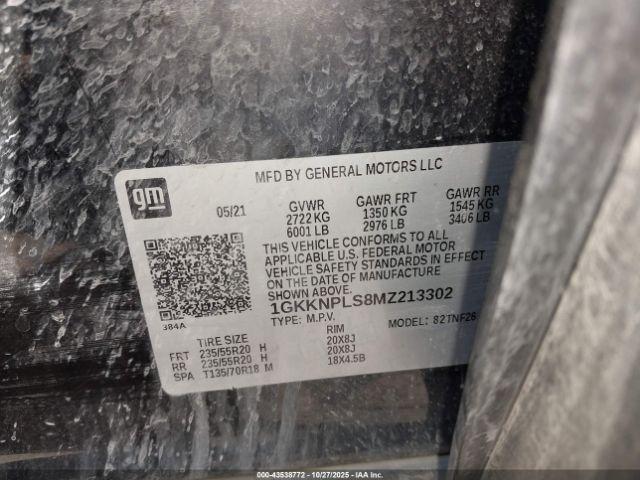 MFD BY GENERAL MOTORS LLC
gm
05/21
GVWR GAWR FRT GAWR RR
2722 KG 1350 KG 1545 KG
6001 LB 2976 LB 3406 LB
THIS VEHICLE CONFORMS TO ALL
APPLICABLE U.S. FEDERAL MOTOR
VEHICLE SAFETY STANDARDS IN EFFECT
ON THE DATE OF MANUFACTURE
SHOWN ABOVE.
1GKKNPLS8MZ213302
TYPE: M.P.V. MODEL: 82TNF26
384A
TIRE SIZE RIM
FRT 235/55R20 H 20X8J
RR 235/55R20 H 20X8J
SPA T135/70R18 M 18X4.5B
© 000-43538772 - 10/27/2025 - IAAI, Inc.